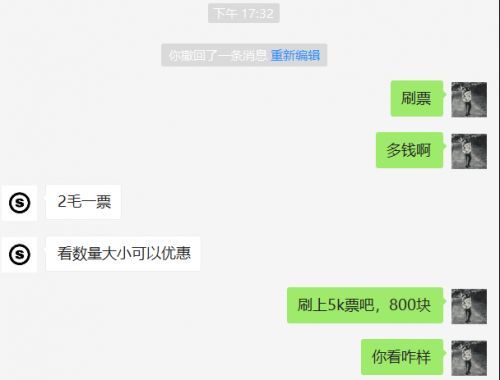 下午 17:32
你撤回了一条消息 重新编辑
刷票
多钱啊
2毛一票
看数量大小可以优惠
刷上5k票吧，800块
你看咋样